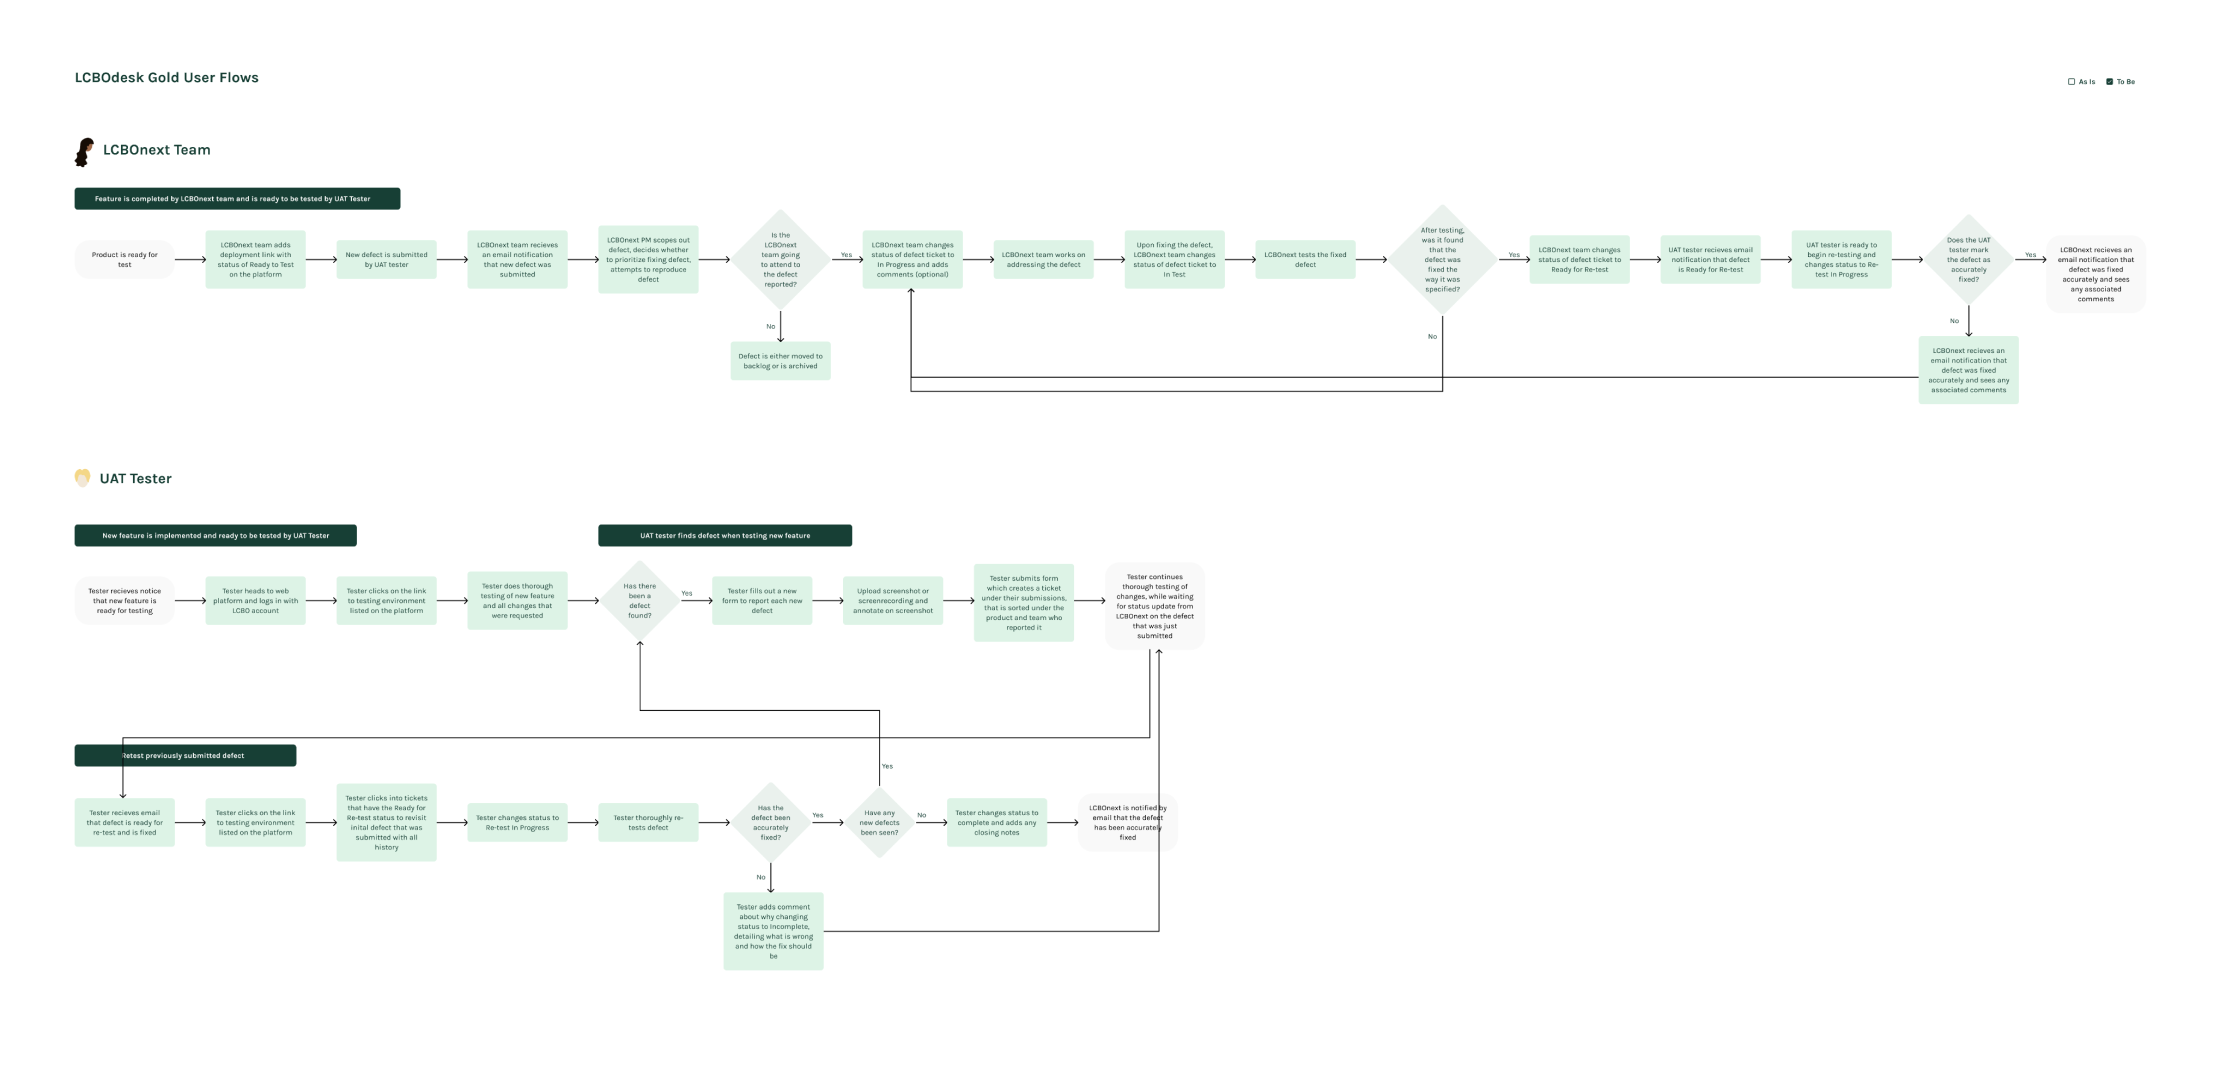 LCBOdesk Gold User Flows
As Is
To Be
LCBOnext Team
Feature is completed by LCBOnext team and is ready to be tested by UAT Tester
Product is ready for
test
LCBOnext team adds
deployment link with
status of Ready to Test
on the platform
New defect is submitted
by UAT tester
LCBOnext team recieves
an email notification
that new defect was
submitted
LCBOnext PM scopes out
defect, decides whether
to prioritize fixing defect,
attempts to reproduce
defect
Is the
LCBOnext
team going
to attend to
the defect
reported?
Yes
No
Defect is either moved to
backlog or is archived
LCBOnext team changes
status of defect ticket to
In Progress and adds
comments (optional)
LCBOnext team works on
addressing the defect
Upon fixing the defect,
LCBOnext team changes
status of defect ticket to
In Test
LCBOnext tests the fixed
defect
After testing,
was it found
that the
defect was
fixed the
way it was
specified?
Yes
No
LCBOnext team changes
status of defect ticket to
Ready for Re-test
UAT tester recieves email
notification that defect
is Ready for Re-test
UAT tester is ready to
begin re-testing and
changes status to Re-
test In Progress
Does the UAT
tester mark
the defect as
accurately
fixed?
Yes
No
LCBOnext recieves an
email notification that
defect was fixed
accurately and sees
any associated
comments
LCBOnext recieves an
email notification that
defect was fixed
accurately and sees any
associated comments
UAT Tester
New feature is implemented and ready to be tested by UAT Tester
UAT tester finds defect when testing new feature
Tester recieves notice
that new feature is
ready for testing
Tester heads to web
platform and logs in with
LCBO account
Tester clicks on the link
to testing environment
listed on the platform
Tester does thorough
testing of new feature
and all changes that
were requested
Has there
been a
defect
found?
Yes
Tester fills out a new
form to report each new
defect
Upload screenshot or
screenrecording and
annotate on screenshot
Tester submits form
which creates a ticket
under their submissions,
that is sorted under the
product and team who
reported it
Tester continues
thorough testing of
changes, while waiting
for status update from
LCBOnext on the defect
that was just
submitted
Retest previously submitted defect
Tester recieves email
that defect is ready for
re-test and is fixed
Tester clicks on the link
to testing environment
listed on the platform
Tester clicks into tickets
that have the Ready for
Re-test status to revisit
inital defect that was
submitted with all
history
Tester changes status to
Re-test In Progress
Tester thoroughly re-
tests defect
Has the
defect been
accurately
fixed?
Yes
No
Have any
new defects
been seen?
Yes
No
Tester changes status to
complete and adds any
closing notes
LCBOnext is notified by
email that the defect
has been accurately
fixed
Tester adds comment
about why changing
status to Incomplete,
detailing what is wrong
and how the fix should
be